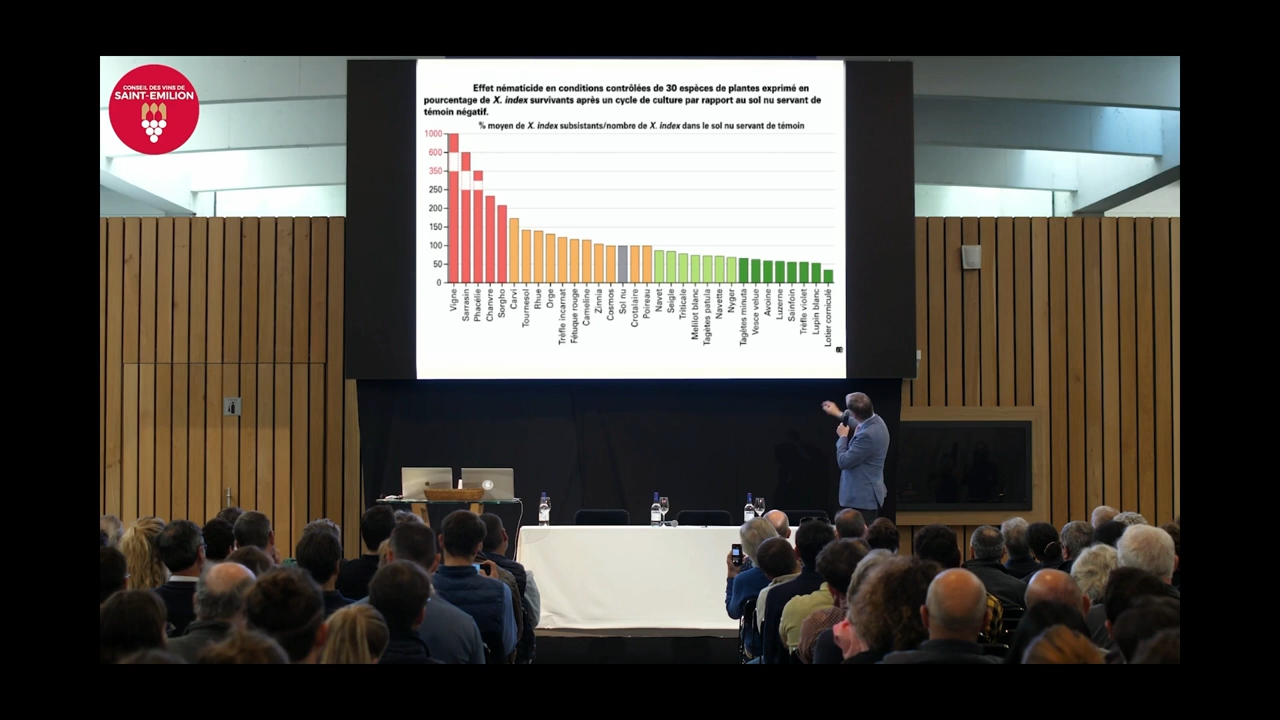 CONSEIL DES VINS DE
SAINT-EMILION
Effet nématicide en conditions contrôlées de 30 espèces de plantes exprimé en
pourcentage de X. index survivants après un cycle de culture par rapport au sol nu servant de
témoin négatif.
% moyen de X. index subsistants/nombre de X. index dans le sol nu servant de témoin
1000
600
350
250
200
150
100
50
0
Vigne
Sarrasin
Phacélie
Chanvre
Sorgho
Carvi
Tournesol
Rhue
Orge
Trèfle incarnat
Fétuque rouge
Cameline
Zinnia
Cosmos
Sol nu
Crotalaire
Poireau
Navet
Seigle
Triticale
Mélilot blanc
Tagètes patula
Navette
Nyger
Tagètes minuta
Vesce velue
Avoine
Luzerne
Sainfoin
Trèfle violet
Lupin blanc
Lotier corniculé